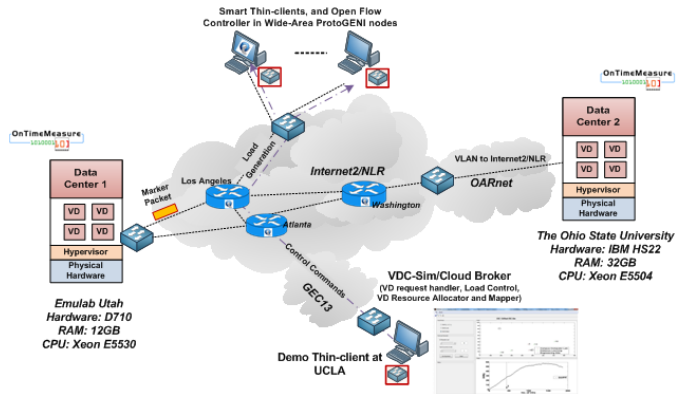 Smart Thin-clients, and Open Flow
Controller in Wide-Area ProtoGENI nodes
OnTimeMeasure
OnTimeMeasure
Data
Center 1
VD VD
VD VD
Hypervisor
Physical
Hardware
Emulab Utah
Hardware: D710
RAM: 12GB
CPU: Xeon E5530
Marker
Packet
Load
Generation
Los Angeles
Internet2/NLR
Atlanta
Washington
VLAN to Internet2/NLR
OARnet
Data
Center 2
VD VD
VD VD
Hypervisor
Physical
Hardware
The Ohio State University
Hardware: IBM HS22
RAM: 32GB
CPU: Xeon E5504
Control Commands
GEC13
VDC-Sim/Cloud Broker
(VD request handler, Load Control,
VD Resource Allocator and Mapper)
Demo Thin-client at
UCLA